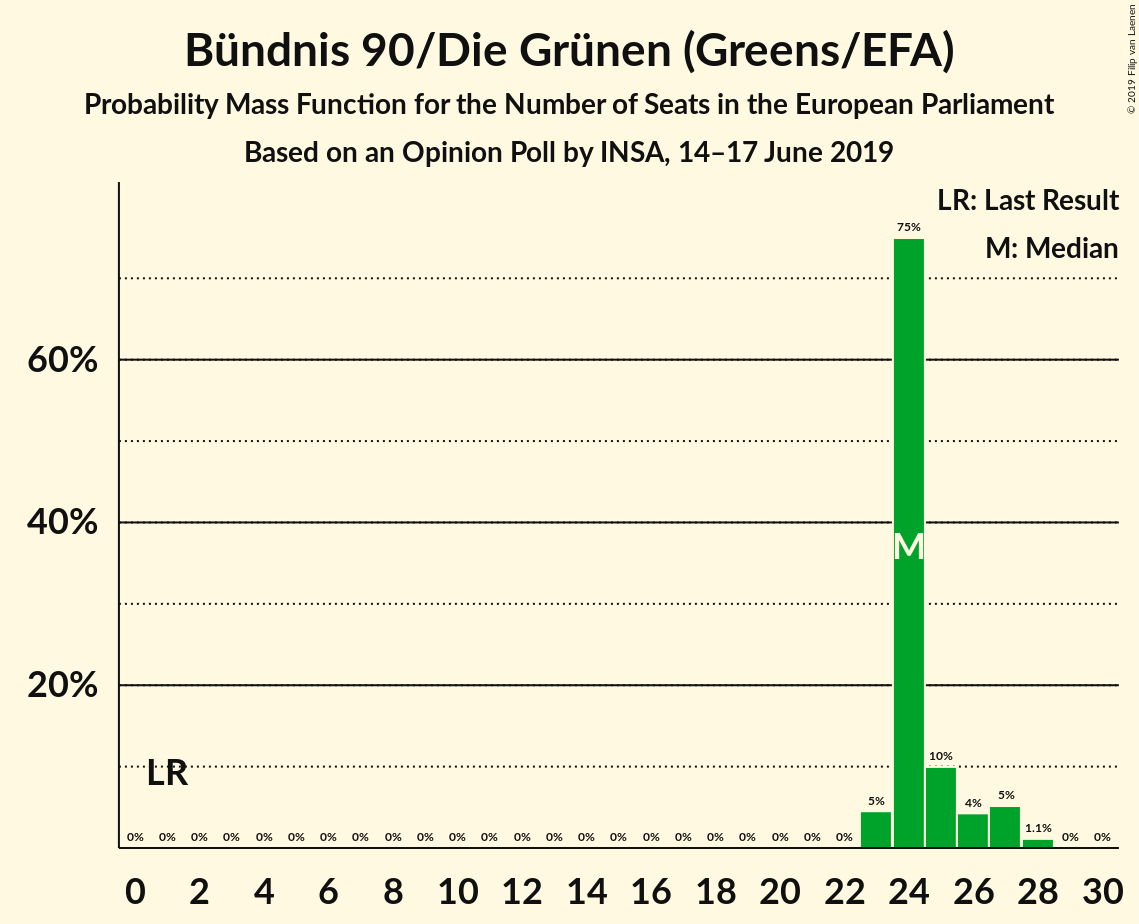 Bündnis 90/Die Grünen (Greens/EFA)
Probability Mass Function for the Number of Seats in the European Parliament
Based on an Opinion Poll by INSA, 14–17 June 2019
© 2019 Filip van Laenen
LR: Last Result
M: Median
75%
60%
40%
M
20%
LR
10%
5% 4% 5%
1.1%
0% 0% 0% 0% 0% 0% 0% 0% 0% 0% 0% 0% 0% 0% 0% 0% 0% 0% 0% 0% 0% 0% 0% 0% 0%
0 2 4 6 8 10 12 14 16 18 20 22 24 26 28 30